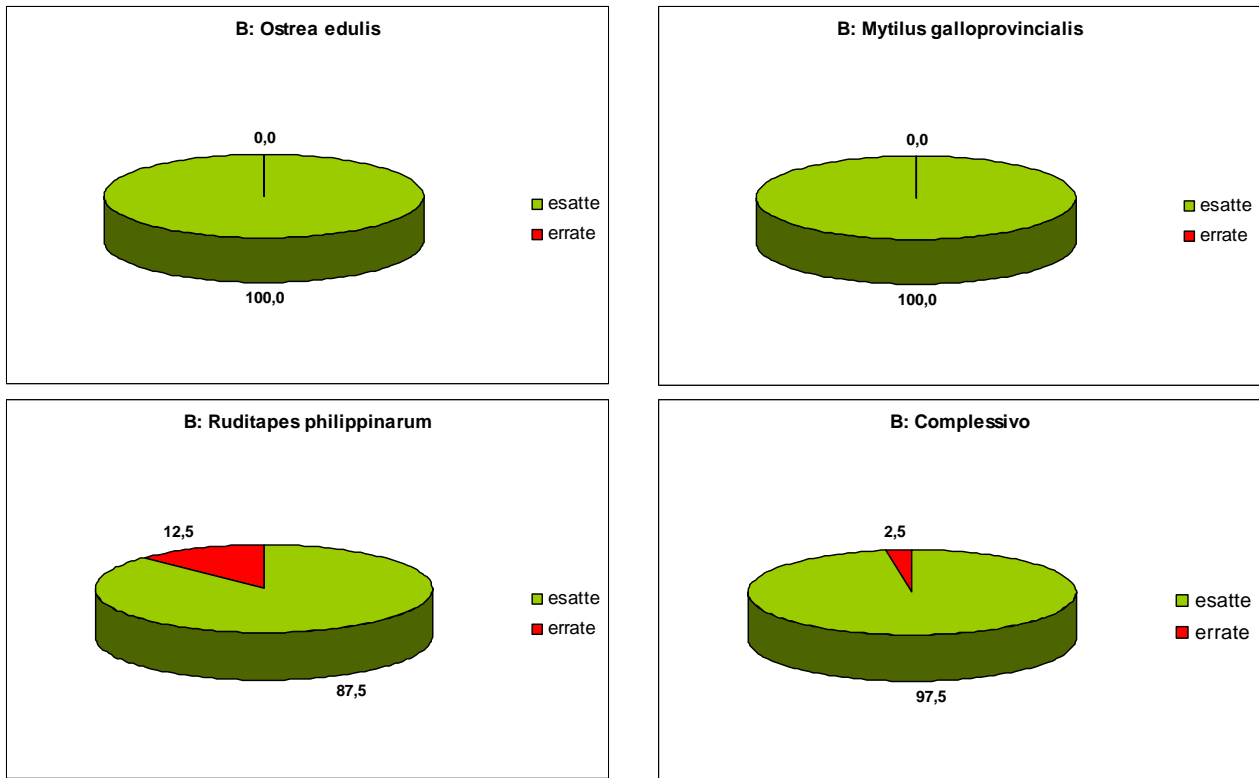 B: Ostrea edulis
0,0
esatte
errate
100,0
B: Mytilus galloprovincialis
0,0
esatte
errate
100,0
B: Ruditapes philippinarum
12,5
esatte
errate
87,5
B: Complessivo
2,5
esatte
errate
97,5